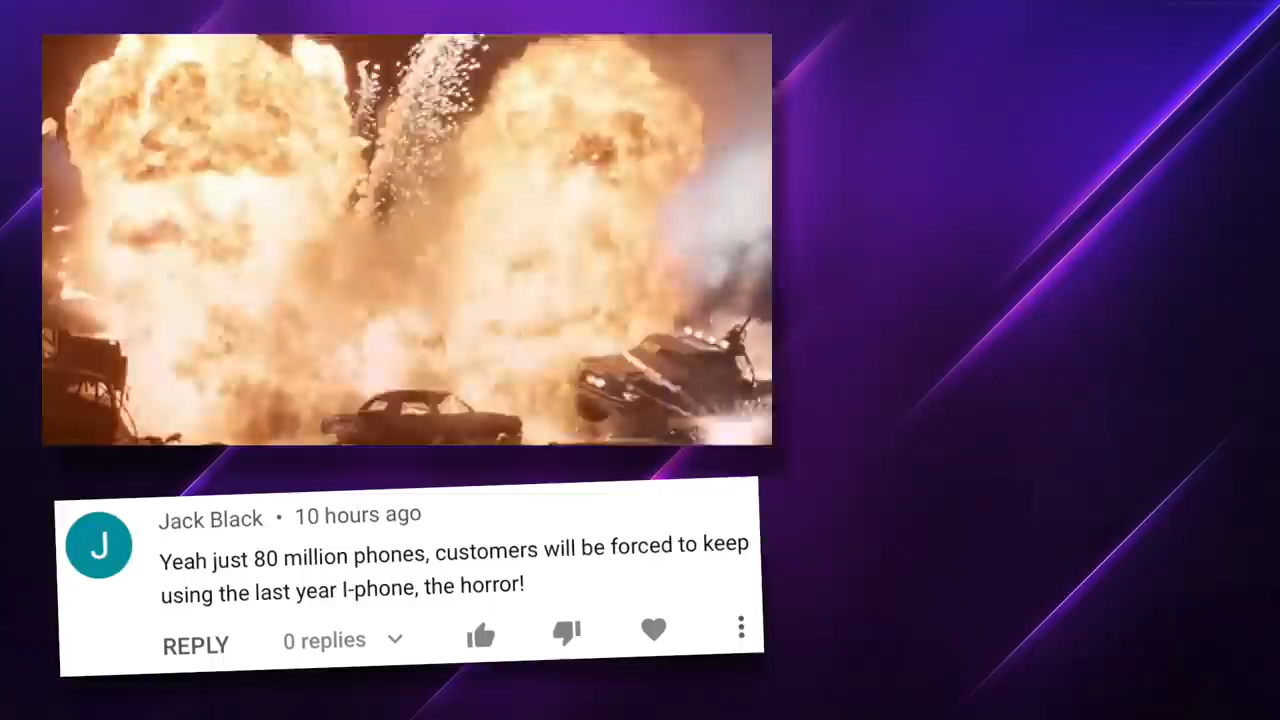 J
Jack Black • 10 hours ago
Yeah just 80 million phones, customers will be forced to keep
using the last year I-phone, the horror!
REPLY 0 replies